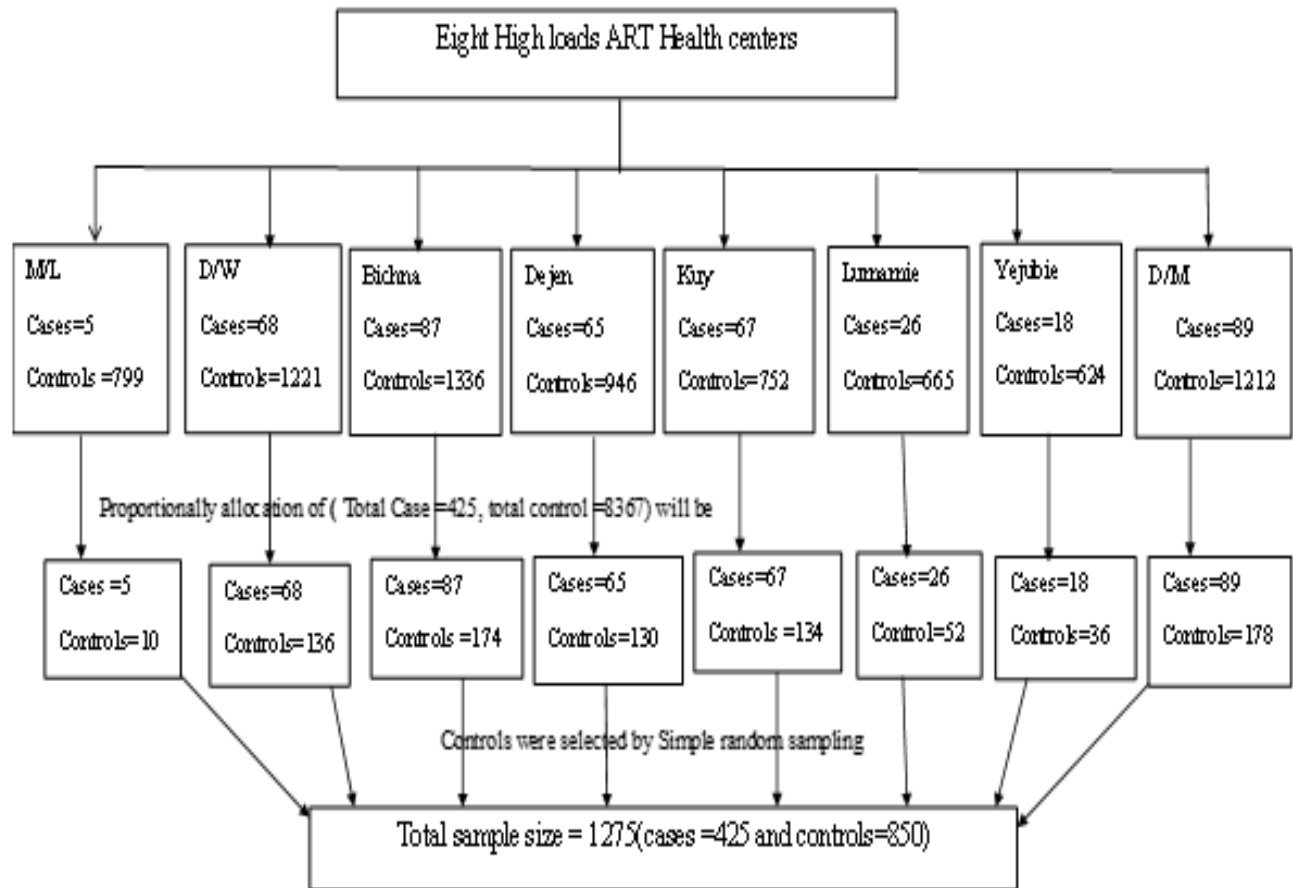 Eight High loads ART Health centers
M/L
Cases=5
Controls =799
D/W
Cases=68
Controls=1221
Bichna
Cases=87
Controls=1336
Dejen
Cases=65
Controls=946
Kuy
Cases=67
Controls=752
Lumamie
Cases=26
Controls=665
Yejubie
Cases=18
Controls=624
D/M
Cases=89
Controls=1212
Proportionally allocation of ( Total Case =425, total control =8367) will be
Cases =5
Controls=10
Cases=68
Controls=136
Cases=87
Controls =174
Cases=65
Controls=130
Cases=67
Controls =134
Cases=26
Control=52
Cases=18
Controls=36
Cases=89
Controls=178
Controls were selected by Simple random sampling
Total sample size = 1275(cases =425 and controls=850)